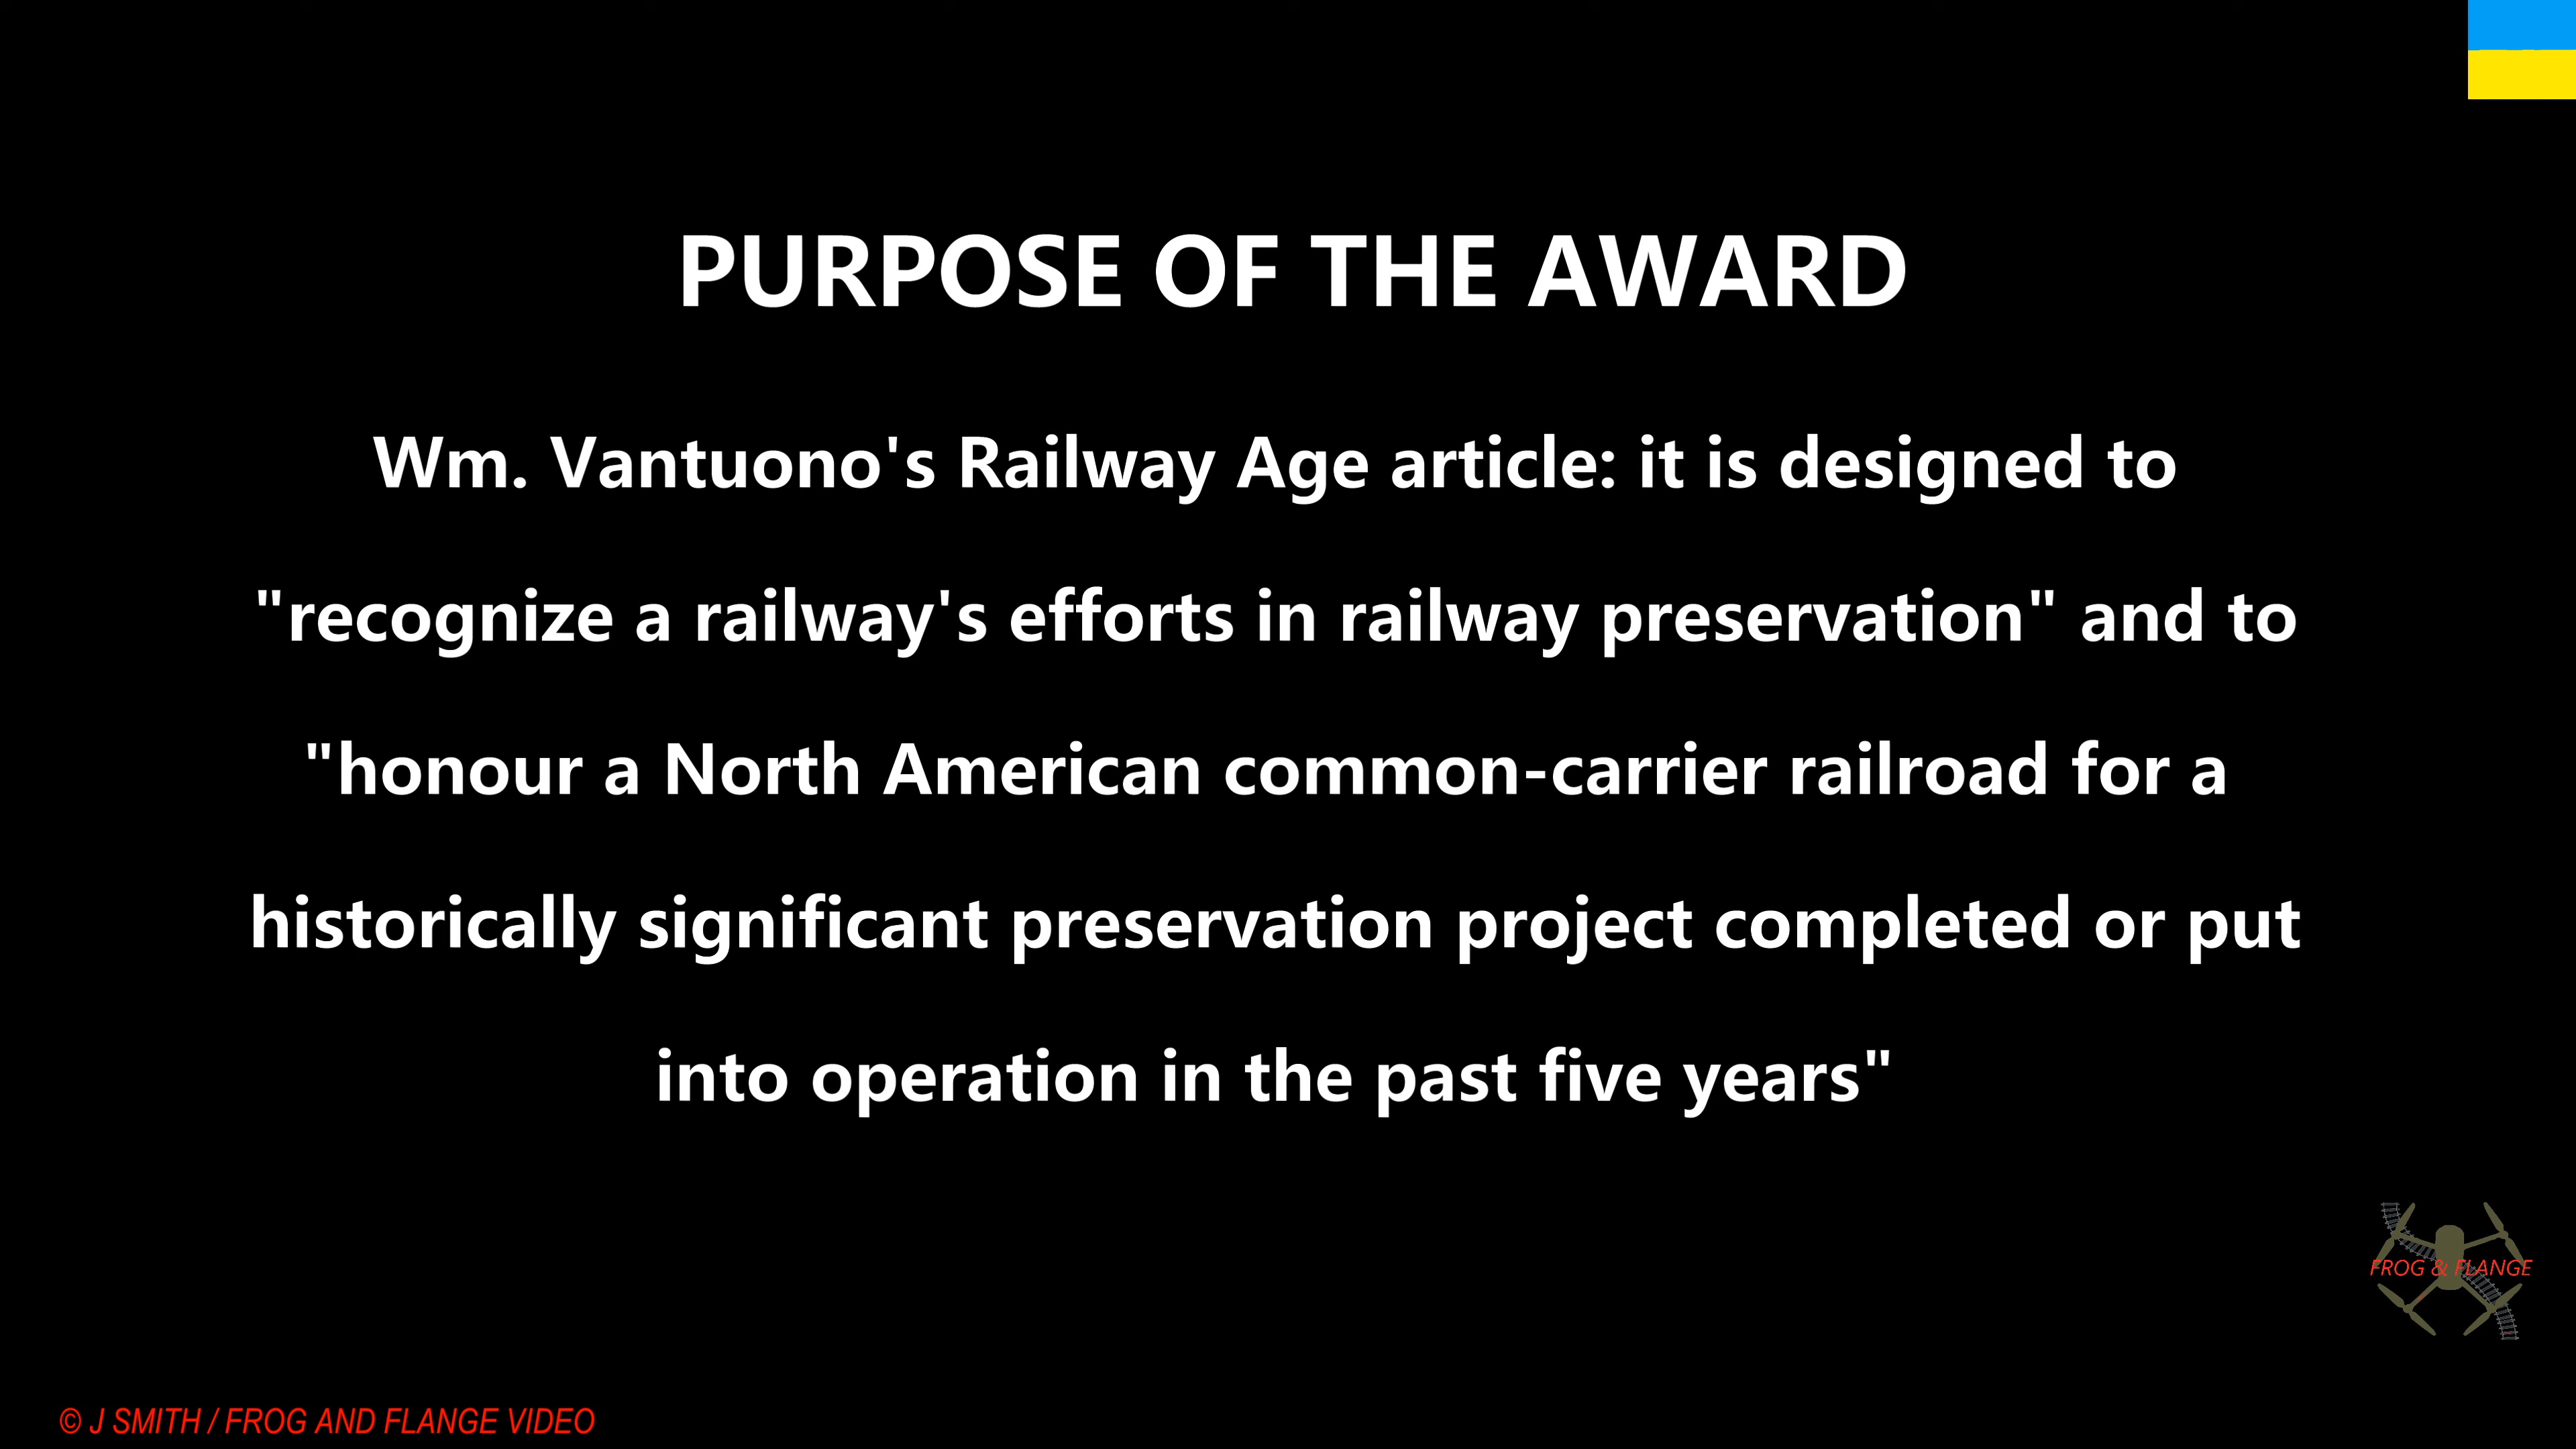 PURPOSE OF THE AWARD
Wm. Vantuono's Railway Age article: it is designed to
"recognize a railway's efforts in railway preservation" and to
"honour a North American common-carrier railroad for a
historically significant preservation project completed or put
into operation in the past five years"
FROG & FLANGE
© J SMITH / FROG AND FLANGE VIDEO